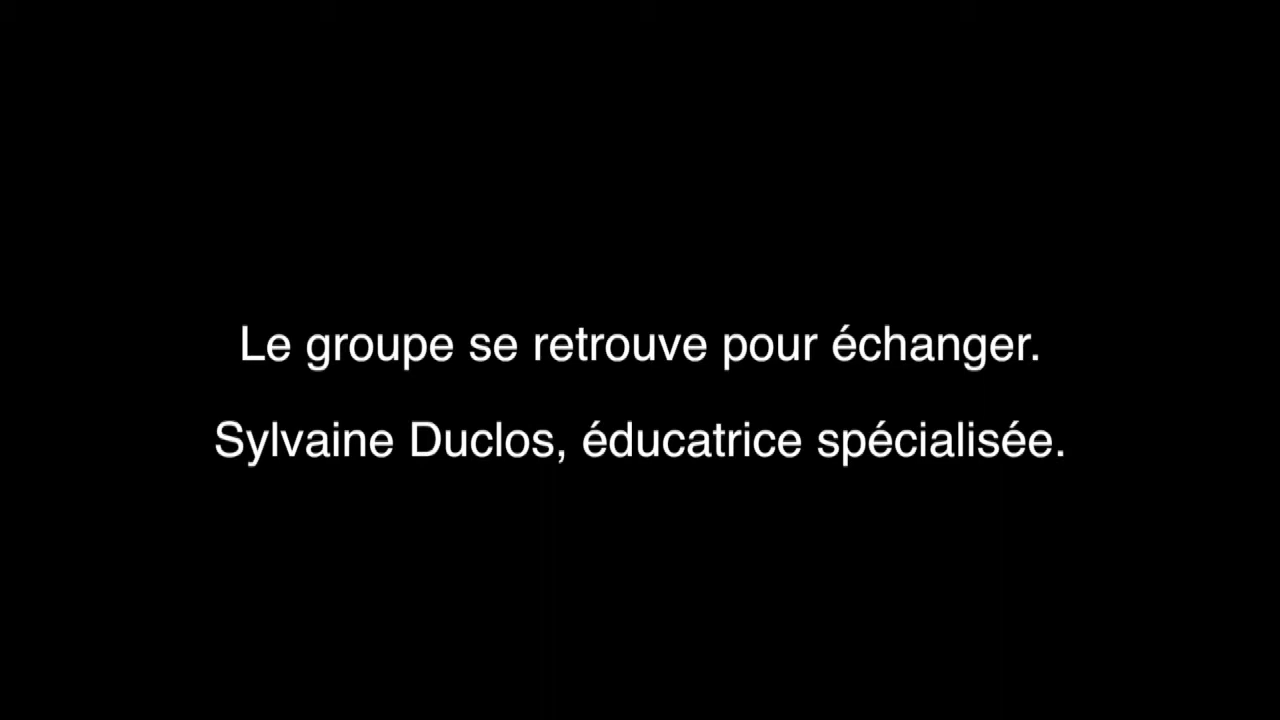 Le groupe se retrouve pour échanger.
Sylvaine Duclos, éducatrice spécialisée.